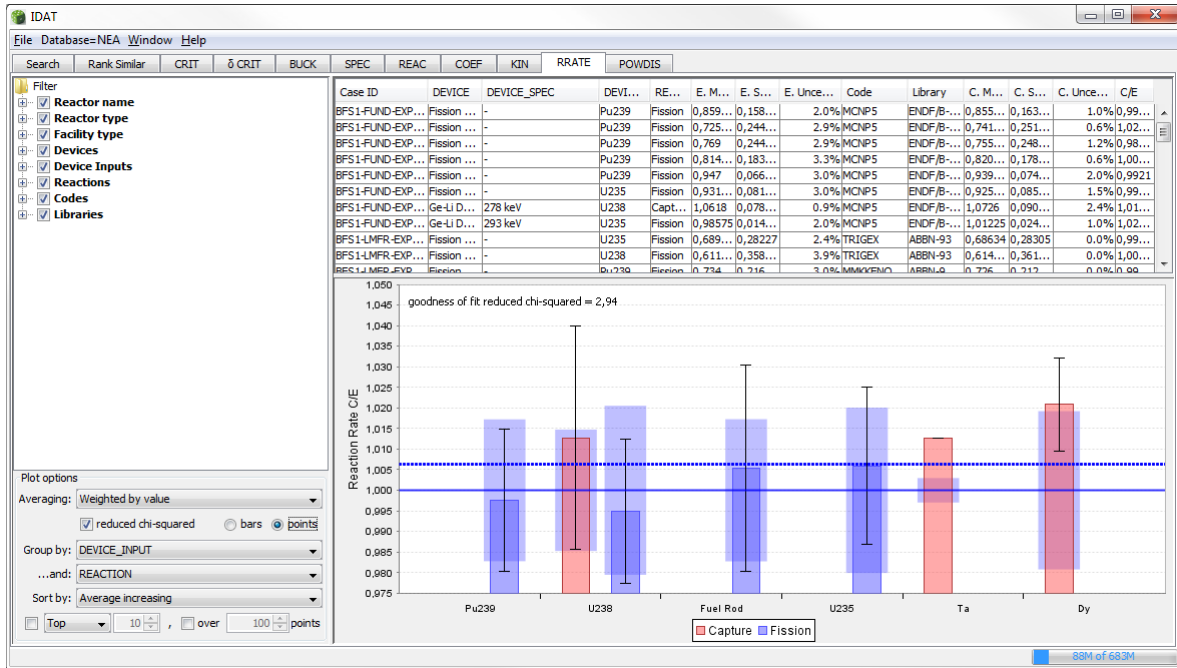 IDAT
File Database=NEA Window Help
Search Rank Similar CRIT δ CRIT BUCK SPEC REAC COEF KIN RRATE POWDIS
Filter
Reactor name
Reactor type
Facility type
Devices
Device Inputs
Reactions
Codes
Libraries
Case ID DEVICE DEVICE_SPEC DEVI... RE... E. M... E. S... E. Unce... Code Library C. M... C. S... C. Unce... C/E
BFS1-FUND-EXP... Fission ... - Pu239 Fission 0,859... 0,158... 2.0% MCNP5 ENDF/B-... 0,855... 0,163... 1.0% 0,99...
BFS1-FUND-EXP... Fission ... - Pu239 Fission 0,725... 0,244... 2.9% MCNP5 ENDF/B-... 0,741... 0,251... 0.6% 1,02...
BFS1-FUND-EXP... Fission ... - Pu239 Fission 0,769 0,244... 2.9% MCNP5 ENDF/B-... 0,755... 0,248... 1.2% 0,98...
BFS1-FUND-EXP... Fission ... - Pu239 Fission 0,814... 0,183... 3.3% MCNP5 ENDF/B-... 0,820... 0,178... 0.6% 1,00...
BFS1-FUND-EXP... Fission ... - Pu239 Fission 0,947 0,066... 3.0% MCNP5 ENDF/B-... 0,939... 0,074... 2.0% 0,9921
BFS1-FUND-EXP... Fission ... - U235 Fission 0,931... 0,081... 3.0% MCNP5 ENDF/B-... 0,925... 0,085... 1.5% 0,99...
BFS1-FUND-EXP... Ge-Li D... 278 keV U238 Capt... 1,0618 0,078... 0.9% MCNP5 ENDF/B-... 1,0726 0,090... 2.4% 1,01...
BFS1-FUND-EXP... Ge-Li D... 293 keV U235 Fission 0,98575 0,014... 2.0% MCNP5 ENDF/B-... 1,01225 0,024... 1.0% 1,02...
BFS1-LMFR-EXP... Fission ... - U235 Fission 0,689... 0,28227 2.4% TRIGEX ABBN-93 0,68634 0,28305 0.0% 0,99...
BFS1-LMFR-EXP... Fission ... - U238 Fission 0,611... 0,358... 3.9% TRIGEX ABBN-93 0,614... 0,361... 0.0% 1,00...
goodness of fit reduced chi-squared = 2,94
Reaction Rate C/E
1,050
1,045
1,040
1,035
1,030
1,025
1,020
1,015
1,010
1,005
1,000
0,995
0,990
0,985
0,980
0,975
Pu239 U238 Fuel Rod U235 Ta Dy
Capture Fission
Plot options
Averaging: Weighted by value
reduced chi-squared bars points
Group by: DEVICE_INPUT
...and: REACTION
Sort by: Average increasing
Top 10 , over 100 points
88M of 683M